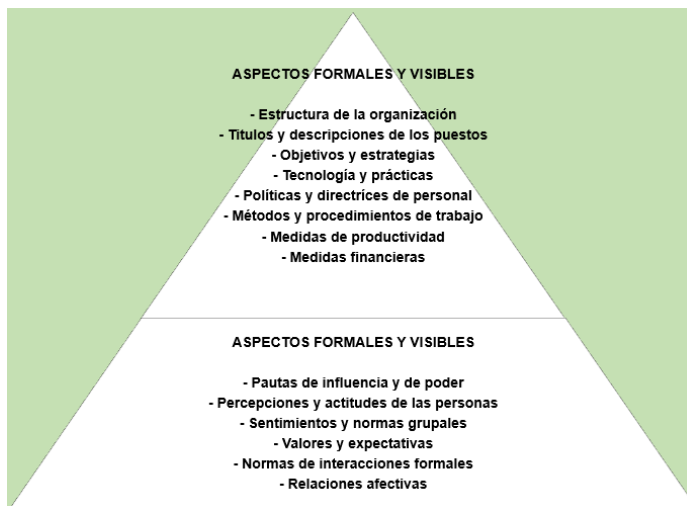 ASPECTOS FORMALES Y VISIBLES
- Estructura de la organización
- Titulos y descripciones de los puestos
- Objetivos y estrategias
- Tecnología y prácticas
- Políticas y directríces de personal
- Métodos y procedimientos de trabajo
- Medidas de productividad
- Medidas financieras
ASPECTOS FORMALES Y VISIBLES
- Pautas de influencia y de poder
- Percepciones y actitudes de las personas
- Sentimientos y normas grupales
- Valores y expectativas
- Normas de interacciones formales
- Relaciones afectivas